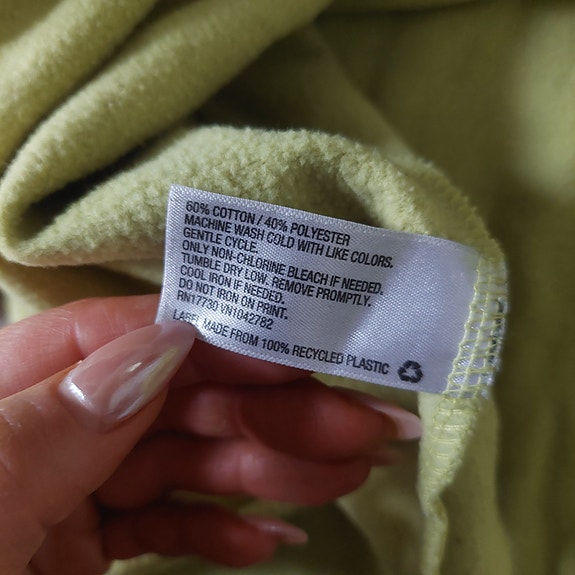 60% COTTON / 40% POLYESTER
MACHINE WASH COLD WITH LIKE COLORS.
GENTLE CYCLE.
ONLY NON-CHLORINE BLEACH IF NEEDED.
TUMBLE DRY LOW. REMOVE PROMPTLY.
COOL IRON IF NEEDED.
DO NOT IRON ON PRINT.
RN17730 VN1042782
LABEL MADE FROM 100% RECYCLED PLASTIC